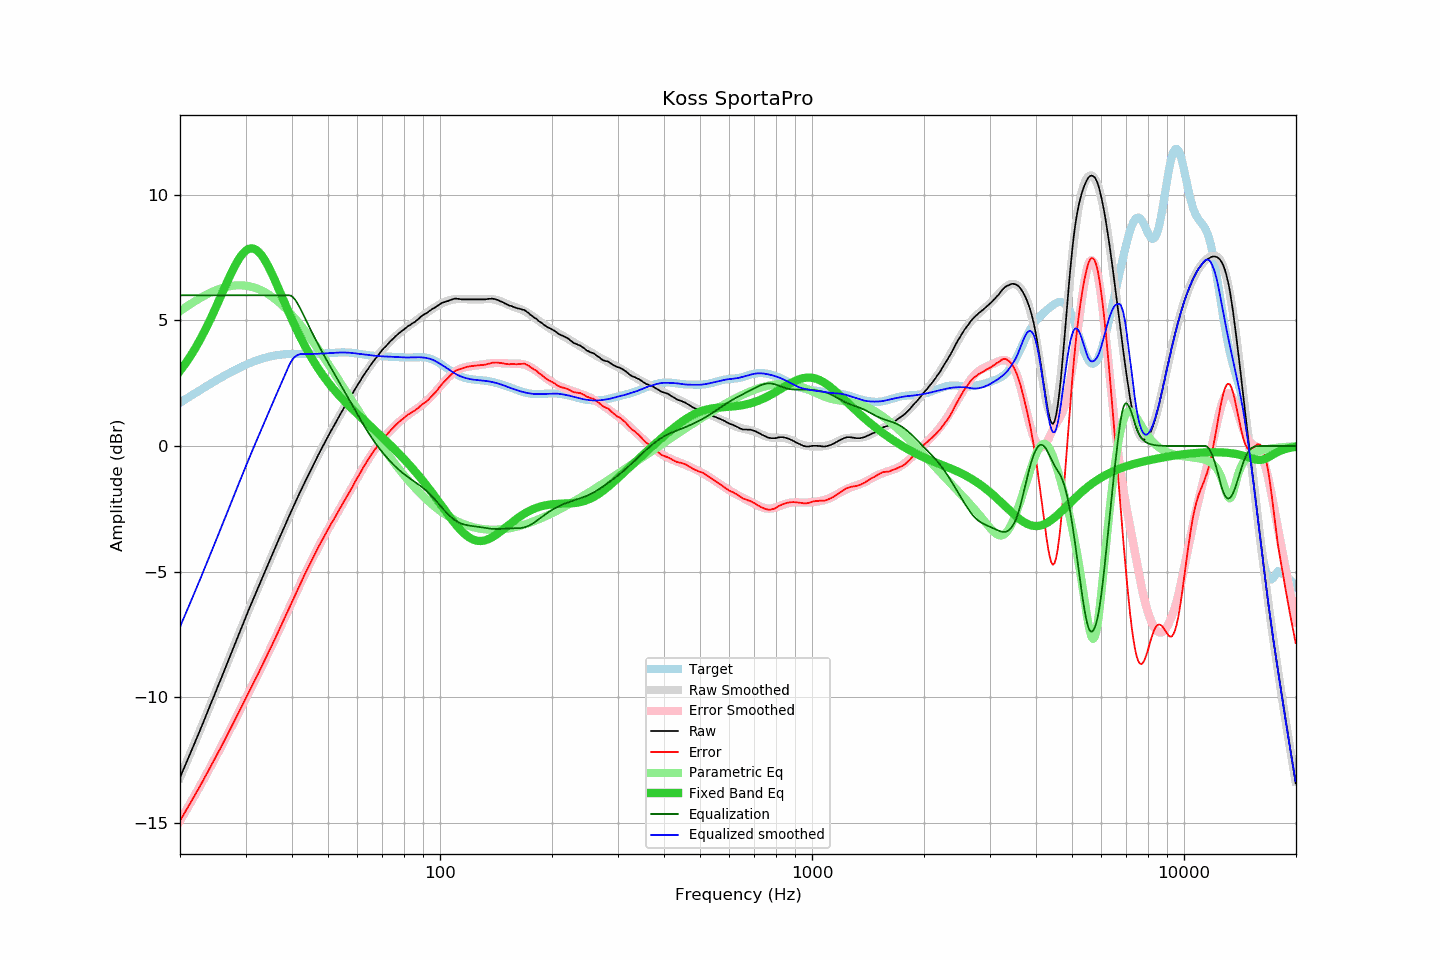 Koss SportaPro
Amplitude (dBr)
10
5
0
−5
−10
−15
Target
Raw Smoothed
Error Smoothed
Raw
Error
Parametric Eq
Fixed Band Eq
Equalization
Equalized smoothed
100
1000
10000
Frequency (Hz)